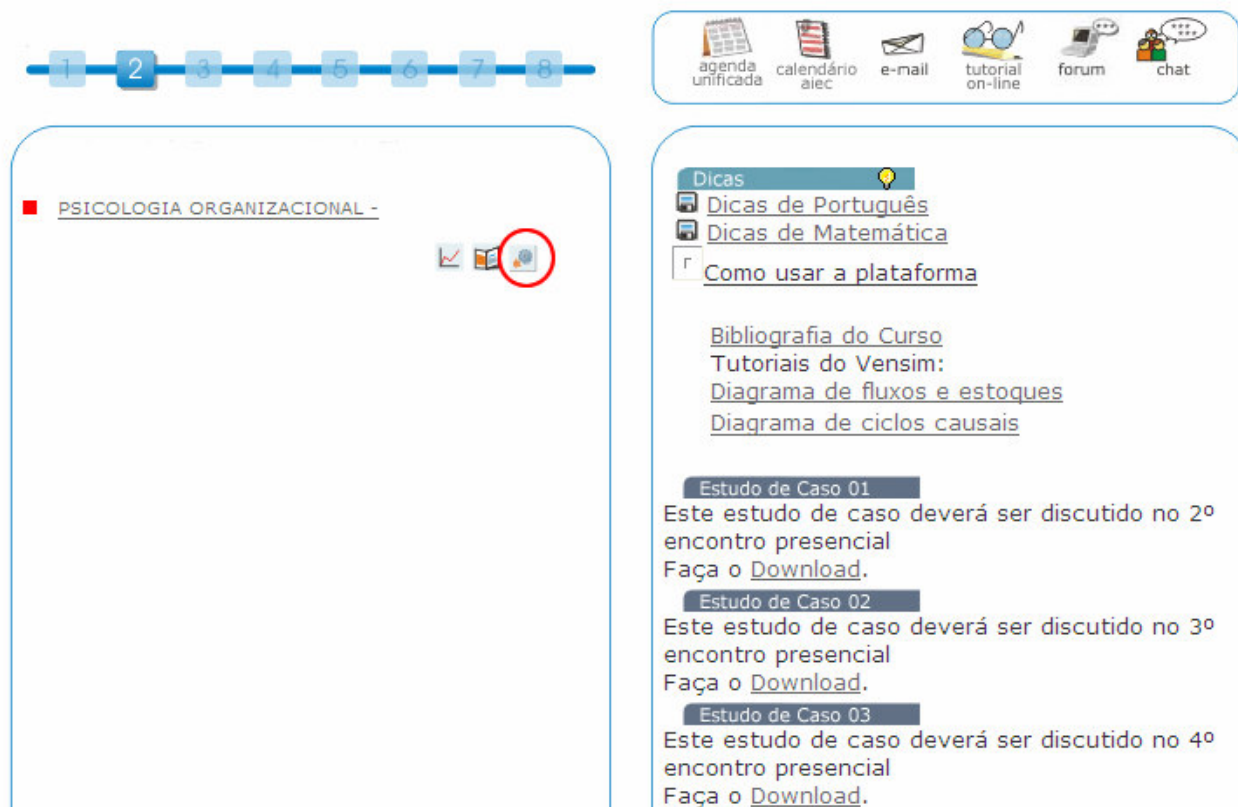 1 2 3 4 5 6 7 8
agenda unificada
calendário aiec
e-mail
tutorial on-line
forum
chat
PSICOLOGIA ORGANIZACIONAL -
Dicas
Dicas de Português
Dicas de Matemática
Como usar a plataforma
Bibliografia do Curso
Tutoriais do Vensim:
Diagrama de fluxos e estoques
Diagrama de ciclos causais
Estudo de Caso 01
Este estudo de caso deverá ser discutido no 2º
encontro presencial
Faça o Download.
Estudo de Caso 02
Este estudo de caso deverá ser discutido no 3º
encontro presencial
Faça o Download.
Estudo de Caso 03
Este estudo de caso deverá ser discutido no 4º
encontro presencial
Faça o Download.